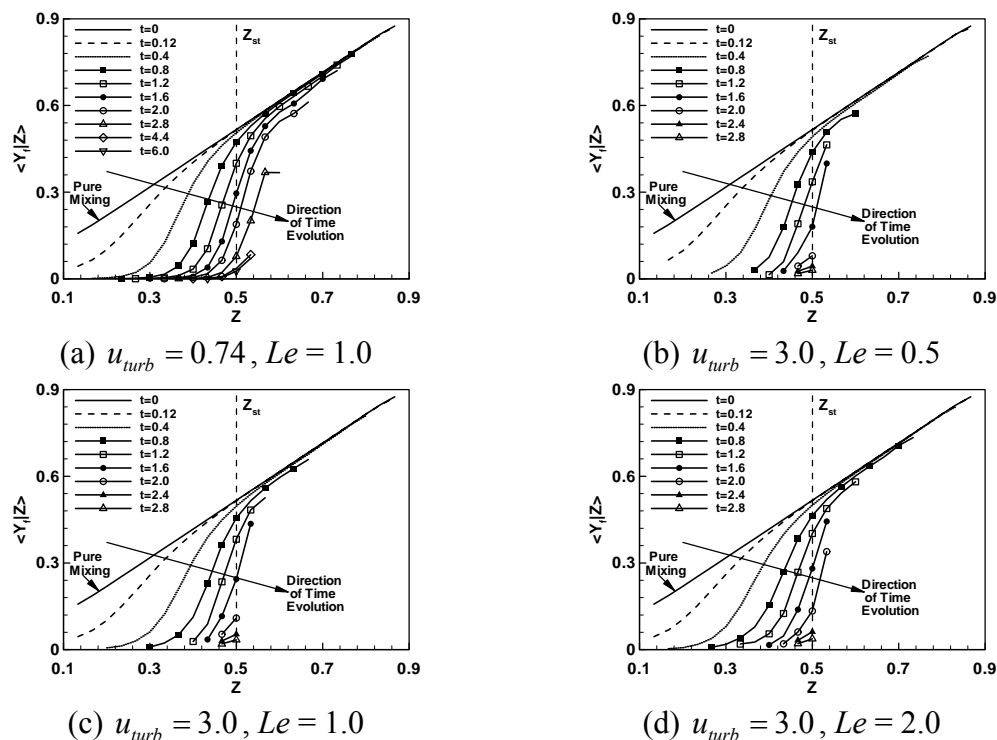 0.9
0.6
0.3
0
<Y_f|Z>
t=0
t=0.12
t=0.4
t=0.8
t=1.2
t=1.6
t=2.0
t=2.8
t=4.4
t=6.0
Z_st
Pure
Mixing
Direction
of Time
Evolution
0.1 0.3 0.5 0.7 0.9
Z
(a) u_turb = 0.74, Le = 1.0
0.9
0.6
0.3
0
<Y_f|Z>
t=0
t=0.12
t=0.4
t=0.8
t=1.2
t=1.6
t=2.0
t=2.4
t=2.8
Z_st
Pure
Mixing
Direction
of Time
Evolution
0.1 0.3 0.5 0.7 0.9
Z
(b) u_turb = 3.0, Le = 0.5
0.9
0.6
0.3
0
<Y_f|Z>
t=0
t=0.12
t=0.4
t=0.8
t=1.2
t=1.6
t=2.0
t=2.4
t=2.8
Z_st
Pure
Mixing
Direction
of Time
Evolution
0.1 0.3 0.5 0.7 0.9
Z
(c) u_turb = 3.0, Le = 1.0
0.9
0.6
0.3
0
<Y_f|Z>
t=0
t=0.12
t=0.4
t=0.8
t=1.2
t=1.6
t=2.0
t=2.4
t=2.8
Z_st
Pure
Mixing
Direction
of Time
Evolution
0.1 0.3 0.5 0.7 0.9
Z
(d) u_turb = 3.0, Le = 2.0